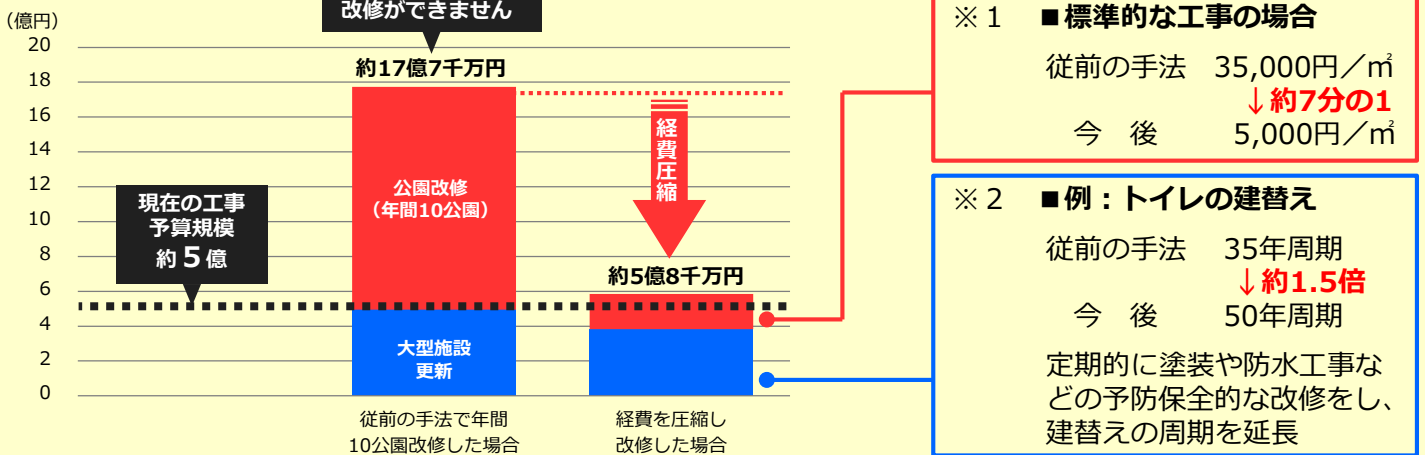 改修ができません
（億円）
20
18
16
14
12
10
8
6
4
2
0
約17億7千万円
公園改修
（年間10公園）
大型施設
更新
現在の工事
予算規模
約５億
経費圧縮
約5億8千万円
従前の手法で年間
10公園改修した場合
経費を圧縮し
改修した場合
※１ ■標準的な工事の場合
従前の手法 35,000円／㎡
↓約7分の1
今 後 5,000円／㎡
※２ ■例：トイレの建替え
従前の手法 35年周期
↓約1.5倍
今 後 50年周期
定期的に塗装や防水工事な
どの予防保全的な改修をし、
建替えの周期を延長